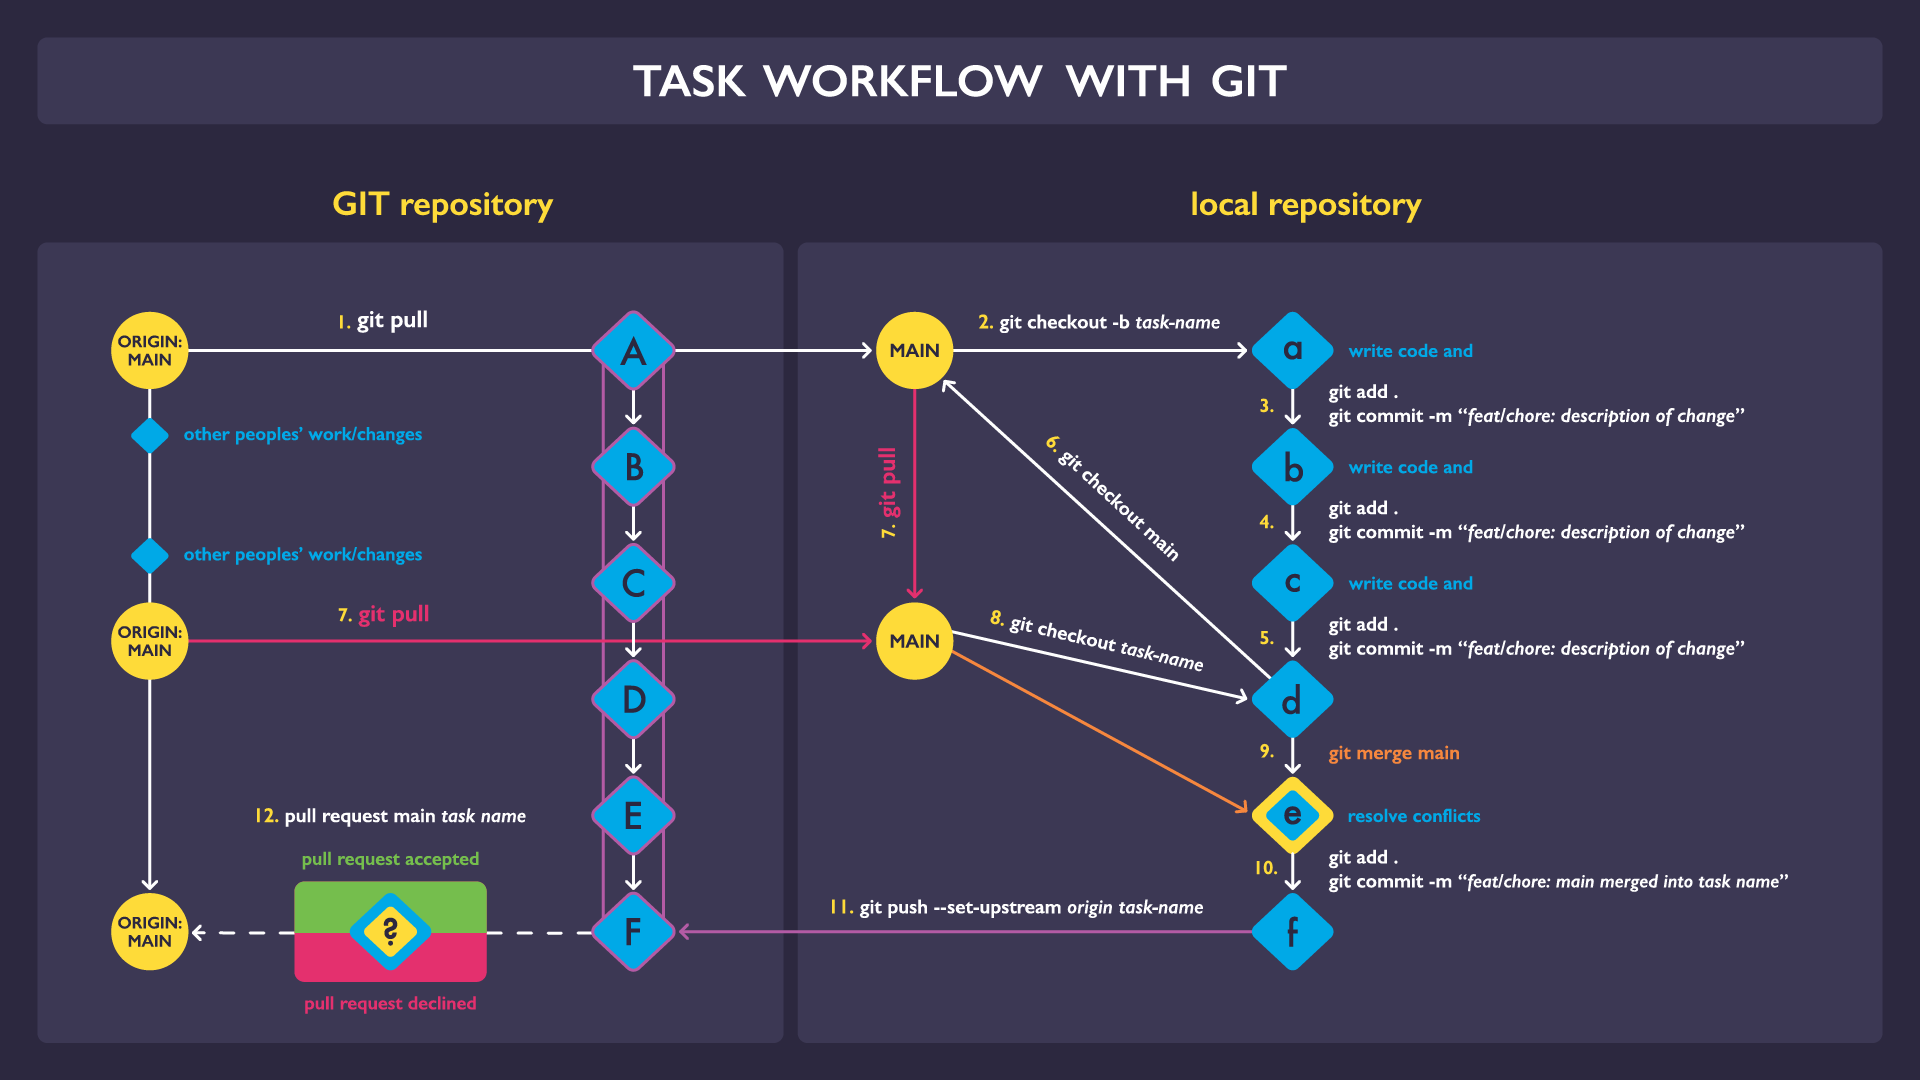 TASK WORKFLOW WITH GIT
GIT repository
local repository
ORIGIN:
MAIN
1. git pull
A
MAIN
2. git checkout -b task-name
a
write code and
3.
git add .
git commit -m “feat/chore: description of change”
other peoples’ work/changes
B
7. git pull
6. git checkout main
b
write code and
4.
git add .
git commit -m “feat/chore: description of change”
other peoples’ work/changes
C
c
write code and
5.
git add .
git commit -m “feat/chore: description of change”
ORIGIN:
MAIN
7. git pull
MAIN
8. git checkout task-name
D
d
9.
git merge main
12. pull request main task name
E
e
resolve conflicts
10.
git add .
git commit -m “feat/chore: main merged into task name”
pull request accepted
ORIGIN:
MAIN
?
F
11. git push --set-upstream origin task-name
f
pull request declined